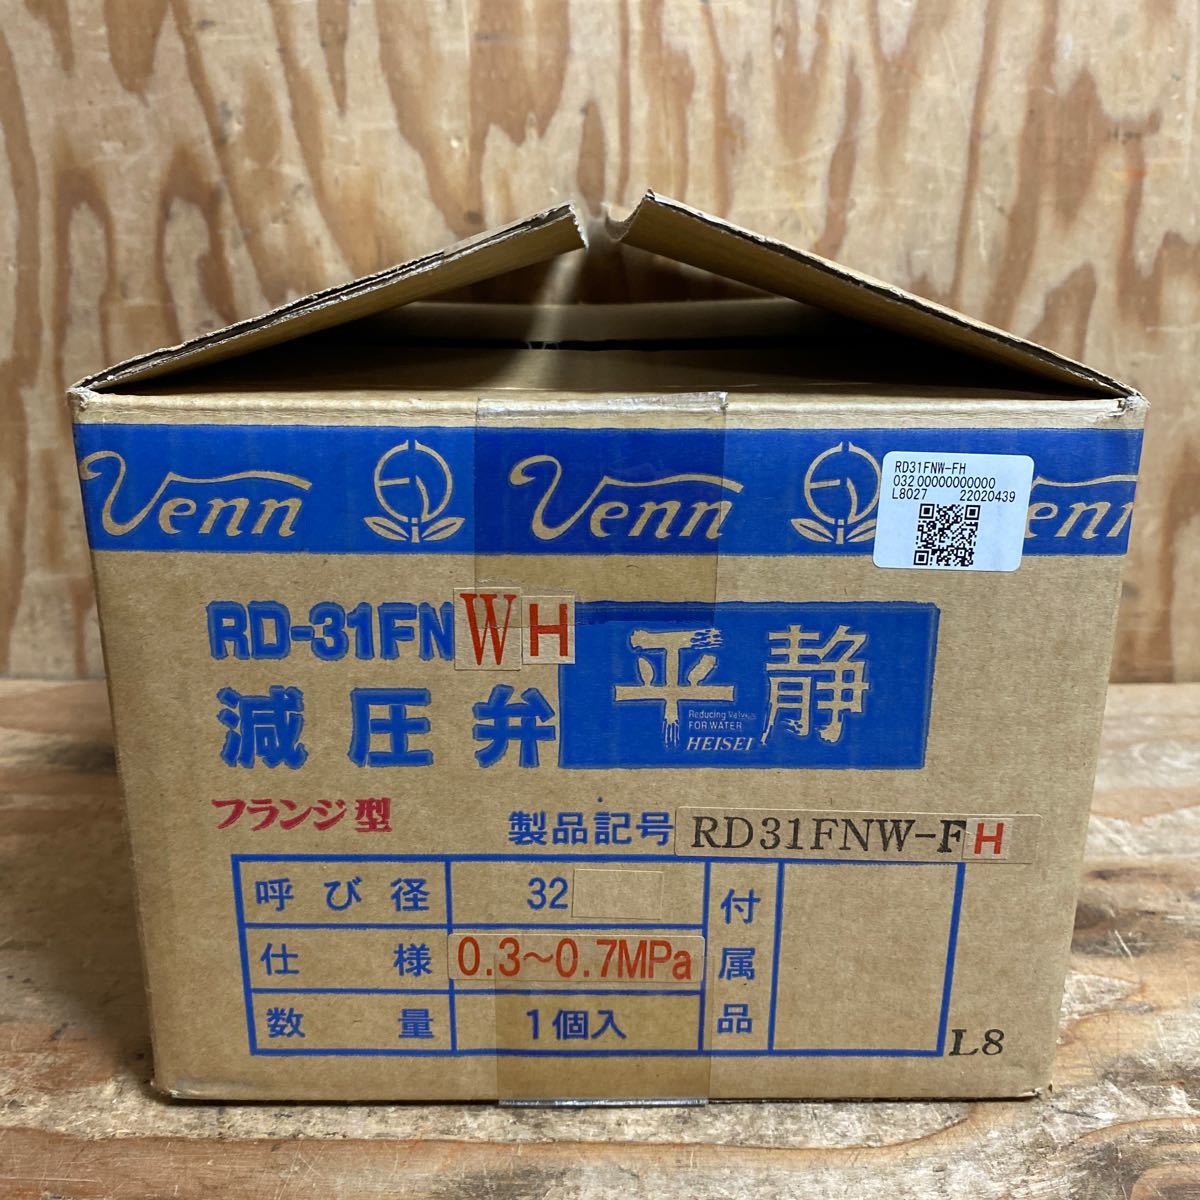 Venn Venn enn
RD31FNW-FH
032 00000000000
L8027 22020439
RD-31FNWH
減圧弁
平静
Reducing Valves
FOR WATER
HEISEI
フランジ型
製品記号 RD31FNW-FH
呼び径 32
仕様 0.3～0.7MPa
数量 1個入
付属品
L8